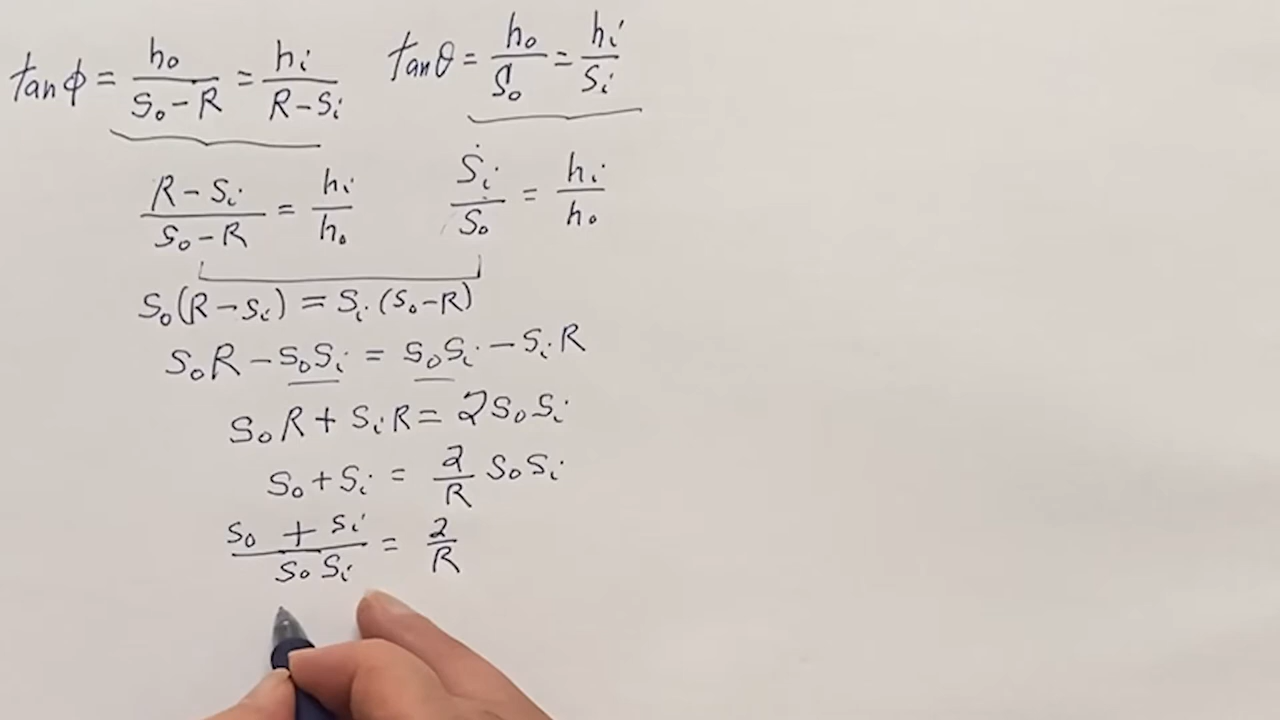 tan φ = h₀/(S₀ − R) = hᵢ/(R − Sᵢ)    tan θ = h₀/S₀ = hᵢ/Sᵢ
(R − Sᵢ)/(S₀ − R) = hᵢ/h₀    Sᵢ/S₀ = hᵢ/h₀
S₀(R − Sᵢ) = Sᵢ(S₀ − R)
S₀R − S₀Sᵢ = S₀Sᵢ − SᵢR
S₀R + SᵢR = 2S₀Sᵢ
S₀ + Sᵢ = 2/R S₀Sᵢ
(S₀ + Sᵢ)/(S₀Sᵢ) = 2/R